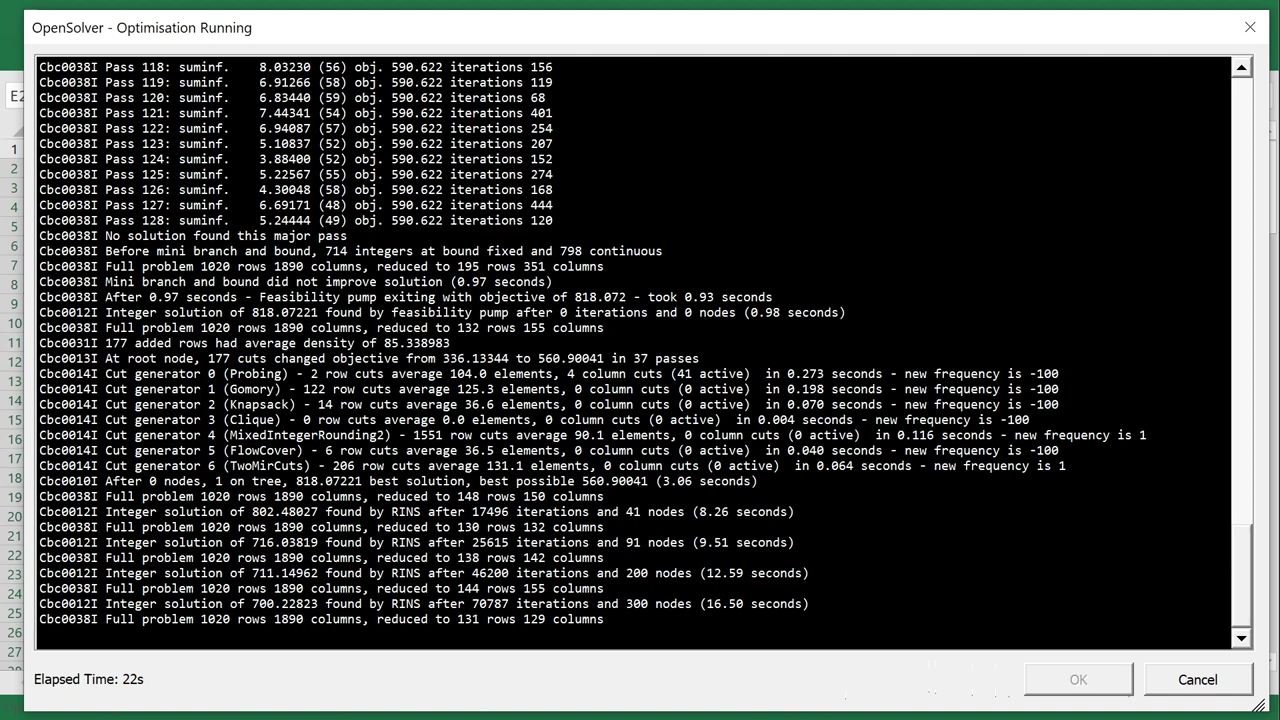 OpenSolver - Optimisation Running
Cbc0038I Pass 118: suminf.    8.03230 (56) obj. 590.622 iterations 156
Cbc0038I Pass 119: suminf.    6.91266 (58) obj. 590.622 iterations 119
Cbc0038I Pass 120: suminf.    6.83440 (59) obj. 590.622 iterations 68
Cbc0038I Pass 121: suminf.    7.44341 (54) obj. 590.622 iterations 401
Cbc0038I Pass 122: suminf.    6.94087 (57) obj. 590.622 iterations 254
Cbc0038I Pass 123: suminf.    5.10837 (52) obj. 590.622 iterations 207
Cbc0038I Pass 124: suminf.    3.88400 (52) obj. 590.622 iterations 152
Cbc0038I Pass 125: suminf.    5.22567 (55) obj. 590.622 iterations 274
Cbc0038I Pass 126: suminf.    4.30048 (58) obj. 590.622 iterations 168
Cbc0038I Pass 127: suminf.    6.69171 (48) obj. 590.622 iterations 444
Cbc0038I Pass 128: suminf.    5.24444 (49) obj. 590.622 iterations 120
Cbc0038I No solution found this major pass
Cbc0038I Before mini branch and bound, 714 integers at bound fixed and 798 continuous
Cbc0038I Full problem 1020 rows 1890 columns, reduced to 195 rows 351 columns
Cbc0038I Mini branch and bound did not improve solution (0.97 seconds)
Cbc0038I After 0.97 seconds - Feasibility pump exiting with objective of 818.072 - took 0.93 seconds
Cbc0012I Integer solution of 818.07221 found by feasibility pump after 0 iterations and 0 nodes (0.98 seconds)
Cbc0038I Full problem 1020 rows 1890 columns, reduced to 132 rows 155 columns
Cbc0031I 177 added rows had average density of 85.338983
Cbc0013I At root node, 177 cuts changed objective from 336.13344 to 560.90041 in 37 passes
Cbc0014I Cut generator 0 (Probing) - 2 row cuts average 104.0 elements, 4 column cuts (41 active)  in 0.273 seconds - new frequency is -100
Cbc0014I Cut generator 1 (Gomory) - 122 row cuts average 125.3 elements, 0 column cuts (0 active)  in 0.198 seconds - new frequency is -100
Cbc0014I Cut generator 2 (Knapsack) - 14 row cuts average 36.6 elements, 0 column cuts (0 active)  in 0.070 seconds - new frequency is -100
Cbc0014I Cut generator 3 (Clique) - 0 row cuts average 0.0 elements, 0 column cuts (0 active)  in 0.004 seconds - new frequency is -100
Cbc0014I Cut generator 4 (MixedIntegerRounding2) - 1551 row cuts average 90.1 elements, 0 column cuts (0 active)  in 0.116 seconds - new frequency is 1
Cbc0014I Cut generator 5 (FlowCover) - 6 row cuts average 36.5 elements, 0 column cuts (0 active)  in 0.040 seconds - new frequency is -100
Cbc0014I Cut generator 6 (TwoMirCuts) - 206 row cuts average 131.1 elements, 0 column cuts (0 active)  in 0.064 seconds - new frequency is 1
Cbc0010I After 0 nodes, 1 on tree, 818.07221 best solution, best possible 560.90041 (3.06 seconds)
Cbc0038I Full problem 1020 rows 1890 columns, reduced to 148 rows 150 columns
Cbc0012I Integer solution of 802.48027 found by RINS after 17496 iterations and 41 nodes (8.26 seconds)
Cbc0038I Full problem 1020 rows 1890 columns, reduced to 130 rows 132 columns
Cbc0012I Integer solution of 716.03819 found by RINS after 25615 iterations and 91 nodes (9.51 seconds)
Cbc0038I Full problem 1020 rows 1890 columns, reduced to 138 rows 142 columns
Cbc0012I Integer solution of 711.14962 found by RINS after 46200 iterations and 200 nodes (12.59 seconds)
Cbc0038I Full problem 1020 rows 1890 columns, reduced to 144 rows 155 columns
Cbc0012I Integer solution of 700.22823 found by RINS after 70787 iterations and 300 nodes (16.50 seconds)
Cbc0038I Full problem 1020 rows 1890 columns, reduced to 131 rows 129 columns
Elapsed Time: 22s
OK
Cancel
1
2
3
4
5
6
7
8
9
10
11
12
13
14
15
16
17
18
19
20
21
22
23
24
25
26
27